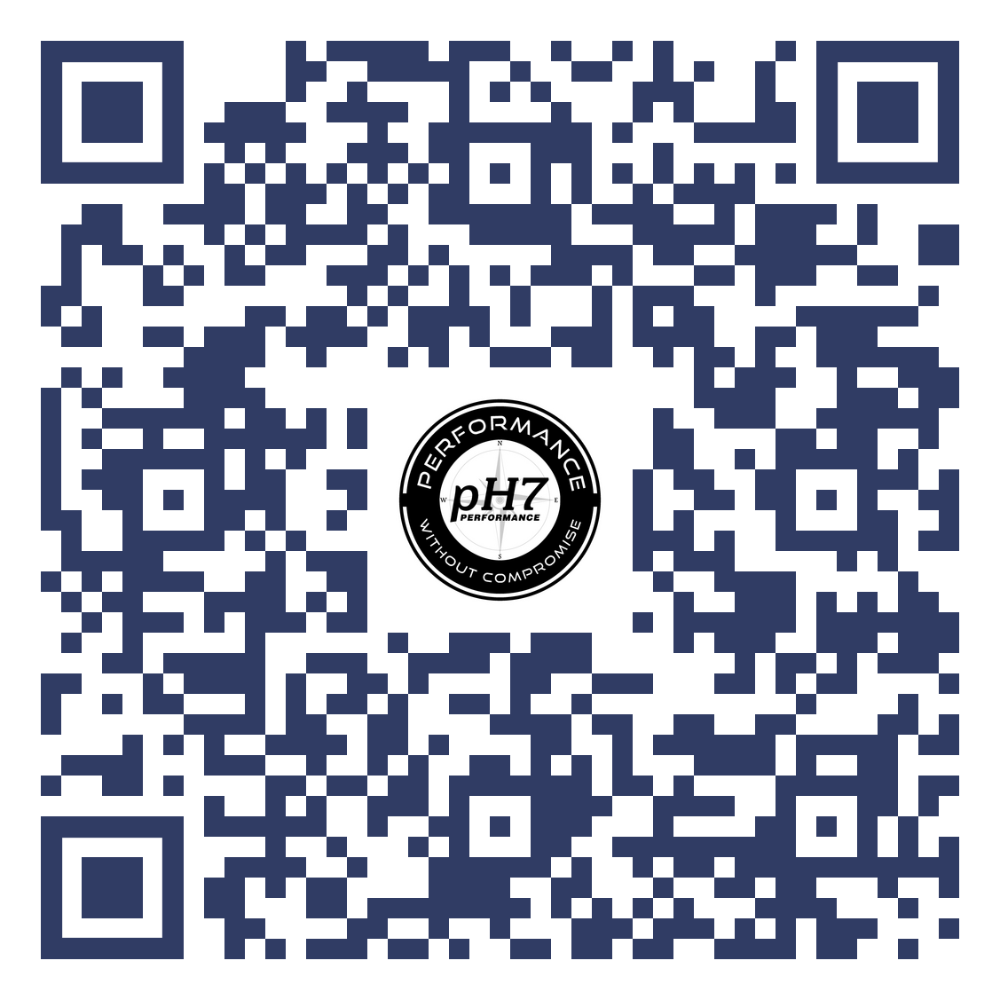 PERFORMANCE
N
W
E
pH7
PERFORMANCE
S
WITHOUT COMPROMISE